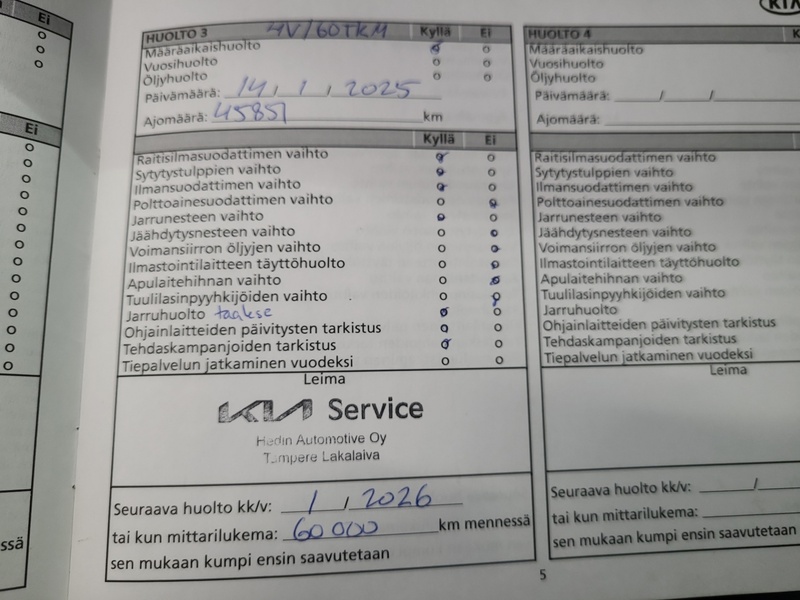 KIA
Ei
Ei
HUOLTO 3 4V/60TKM Kyllä Ei
Määräaikaishuolto
Vuosihuolto
Öljyhuolto
Päivämäärä: 14, 1, 2025
Ajomäärä: 45851 km
Kyllä Ei
Raitisilmasuodattimen vaihto
Sytytystulppien vaihto
Ilmansuodattimen vaihto
Polttoainesuodattimen vaihto
Jarrunesteen vaihto
Jäähdytysnesteen vaihto
Voimansiirron öljyjen vaihto
Ilmastointilaitteen täyttöhuolto
Apulaitehihnan vaihto
Tuulilasinpyyhkijöiden vaihto
Jarruhuolto taakse
Ohjainlaitteiden päivitysten tarkistus
Tehdaskampanjoiden tarkistus
Tiepalvelun jatkaminen vuodeksi
Leima
KIA Service
Hedin Automotive Oy
Tampere Lakalaiva
Seuraava huolto kk/v: 1 / 2026
tai kun mittarilukema: 60 000 km mennessä
sen mukaan kumpi ensin saavutetaan
HUOLTO 4 K
Määräaikaishuolto
Vuosihuolto
Öljyhuolto
Päivämäärä: / /
Ajomäärä:
Raitisilmasuodattimen vaihto
Sytytystulppien vaihto
Ilmansuodattimen vaihto
Polttoainesuodattimen vaihto
Jarrunesteen vaihto
Jäähdytysnesteen vaihto
Voimansiirron öljyjen vaihto
Ilmastointilaitteen täyttöhuolto
Apulaitehihnan vaihto
Tuulilasinpyyhkijöiden vaihto
Jarruhuolto
Ohjainlaitteiden päivitysten tarkistus
Tehdaskampanjoiden tarkistus
Tiepalvelun jatkaminen vuodeksi
Leima
Seuraava huolto kk/v: /
tai kun mittarilukema:
sen mukaan kumpi ensin saavutetaan
ssä
5